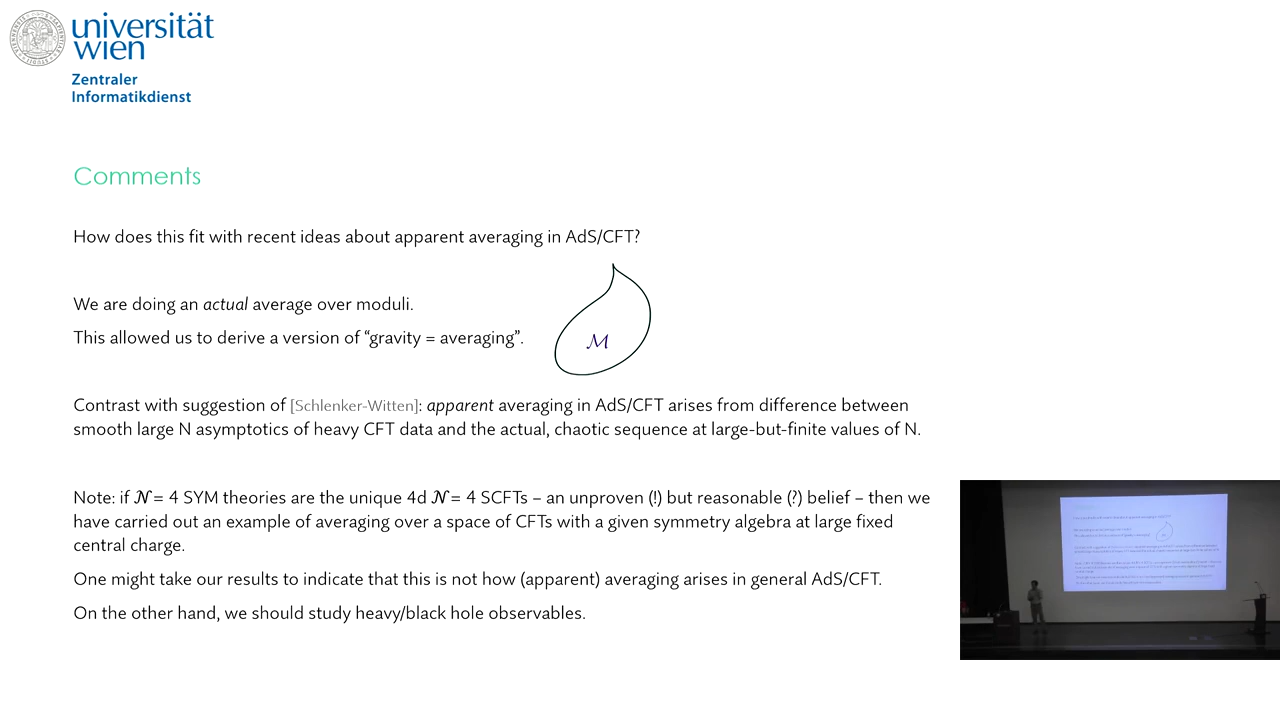 universität
wien
Zentraler
Informatikdienst
Comments
How does this fit with recent ideas about apparent averaging in AdS/CFT?
We are doing an actual average over moduli.
This allowed us to derive a version of “gravity = averaging”.
ℳ
Contrast with suggestion of [Schlenker-Witten]: apparent averaging in AdS/CFT arises from difference between
smooth large N asymptotics of heavy CFT data and the actual, chaotic sequence at large-but-finite values of N.
Note: if 𝒩 = 4 SYM theories are the unique 4d 𝒩 = 4 SCFTs – an unproven (!) but reasonable (?) belief – then we
have carried out an example of averaging over a space of CFTs with a given symmetry algebra at large fixed
central charge.
One might take our results to indicate that this is not how (apparent) averaging arises in general AdS/CFT.
On the other hand, we should study heavy/black hole observables.